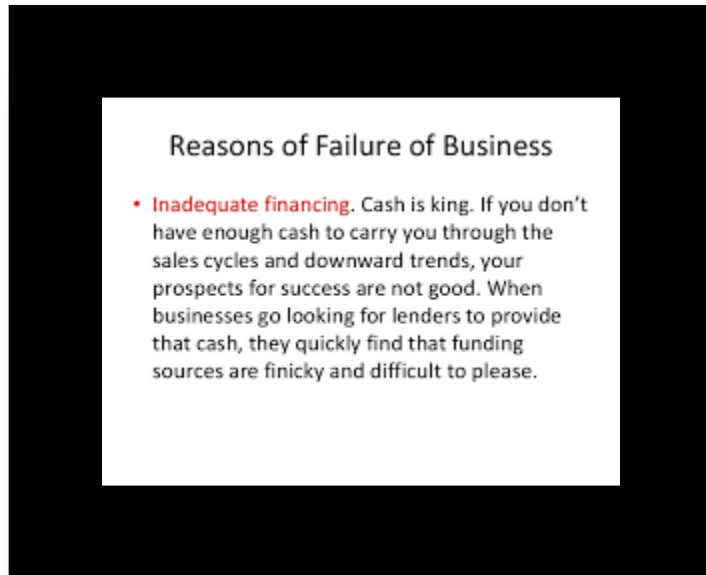 Reasons of Failure of Business
• Inadequate financing. Cash is king. If you don't
have enough cash to carry you through the
sales cycles and downward trends, your
prospects for success are not good. When
businesses go looking for lenders to provide
that cash, they quickly find that funding
sources are finicky and difficult to please.